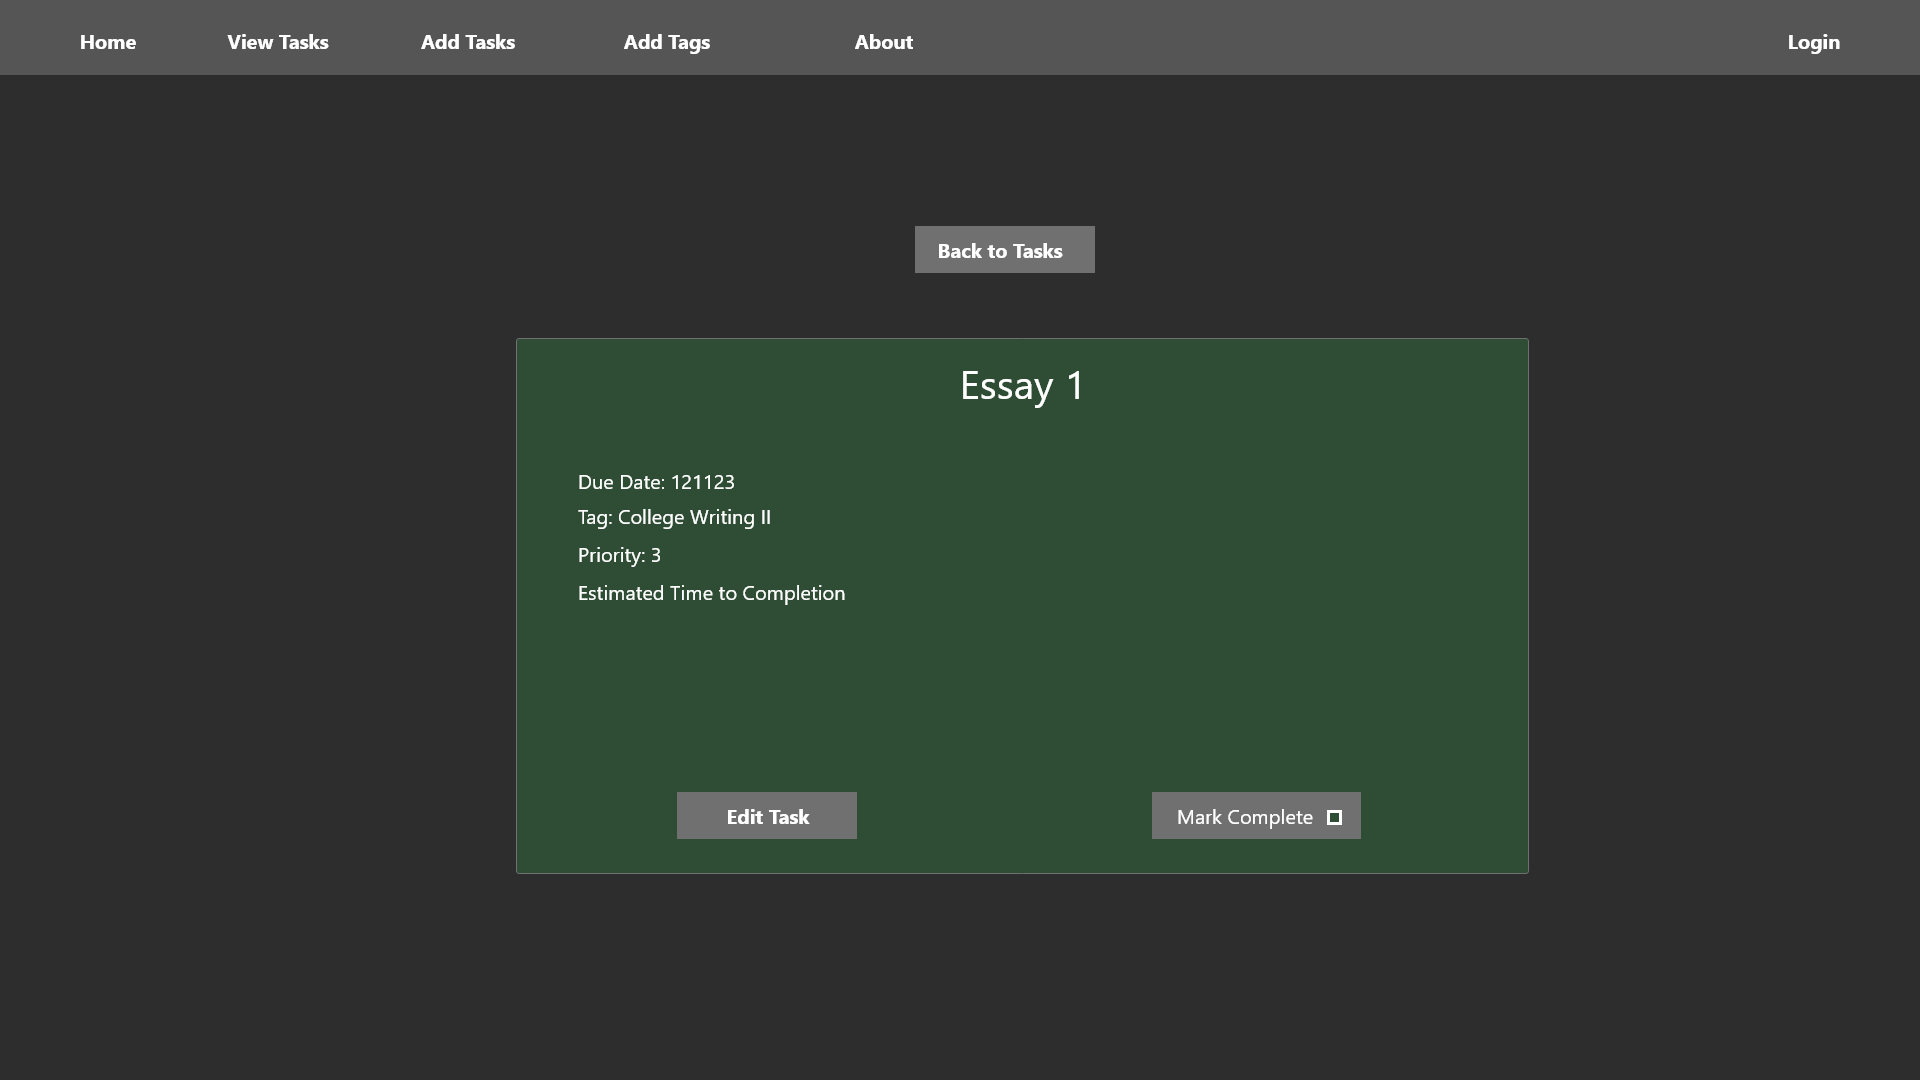 Home View Tasks Add Tasks Add Tags About Login
Back to Tasks
Essay 1
Due Date: 121123
Tag: College Writing II
Priority: 3
Estimated Time to Completion
Edit Task Mark Complete